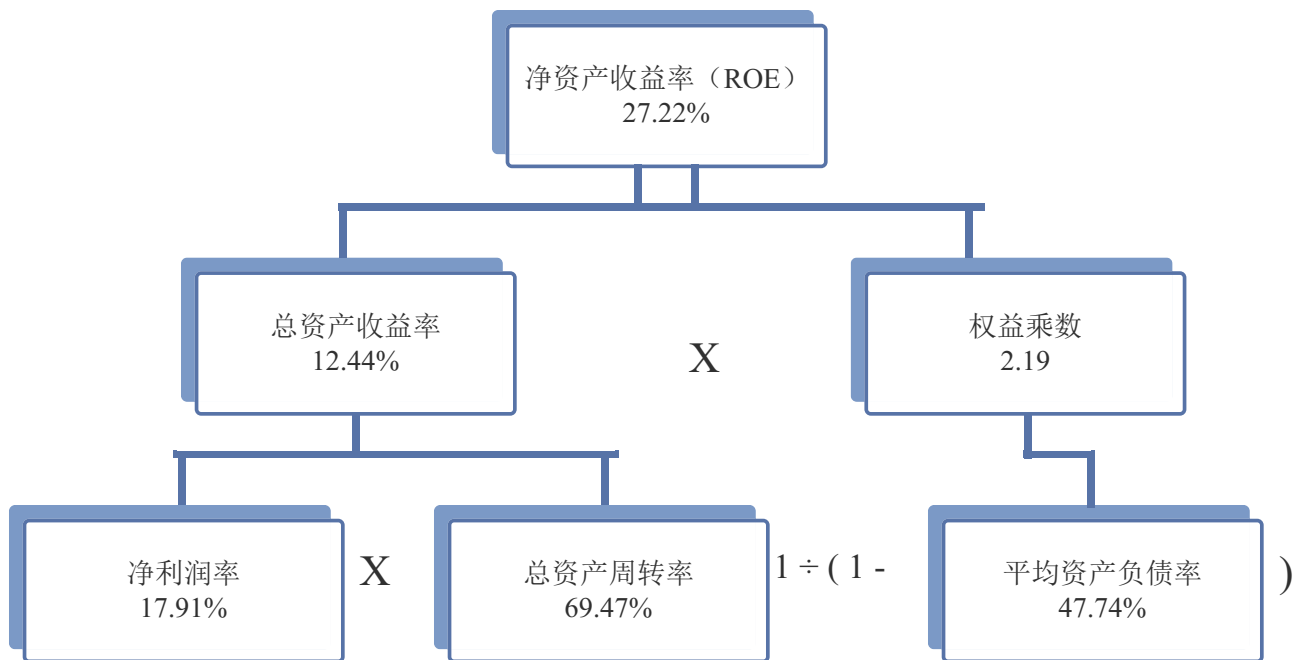 净资产收益率（ROE）
27.22%
总资产收益率
12.44%
X
权益乘数
2.19
净利润率
17.91%
X
总资产周转率
69.47%
1 ÷ ( 1 -
平均资产负债率
47.74%
)